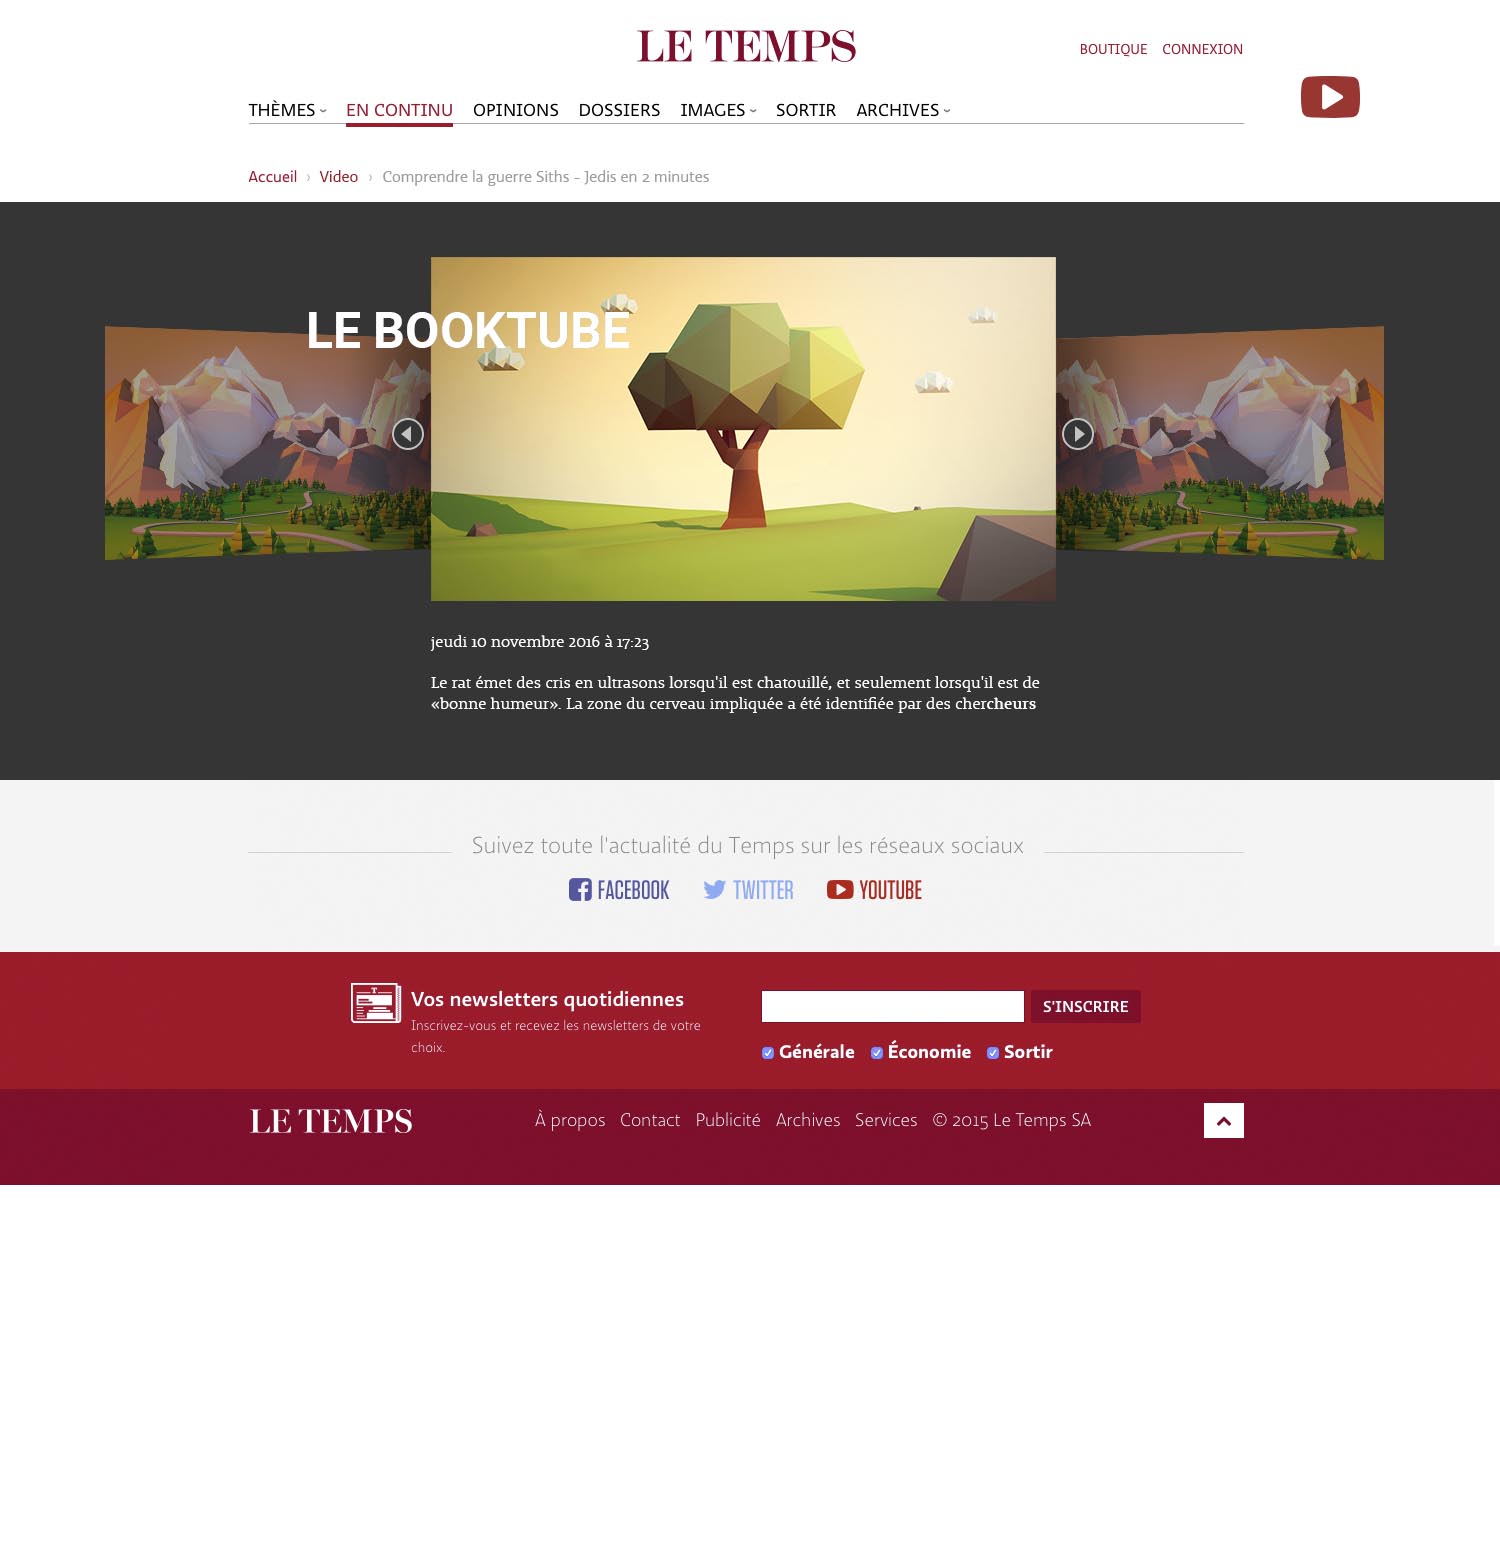 LE TEMPS
BOUTIQUE CONNEXION
THÈMES EN CONTINU OPINIONS DOSSIERS IMAGES SORTIR ARCHIVES
Accueil › Video › Comprendre la guerre Siths - Jedis en 2 minutes
LE BOOKTUBE
jeudi 10 novembre 2016 à 17:23
Le rat émet des cris en ultrasons lorsqu'il est chatouillé, et seulement lorsqu'il est de
«bonne humeur». La zone du cerveau impliquée a été identifiée par des chercheurs
Suivez toute l'actualité du Temps sur les réseaux sociaux
FACEBOOK TWITTER YOUTUBE
Vos newsletters quotidiennes
Inscrivez-vous et recevez les newsletters de votre
choix.
S'INSCRIRE
Générale Économie Sortir
LE TEMPS
À propos Contact Publicité Archives Services © 2015 Le Temps SA